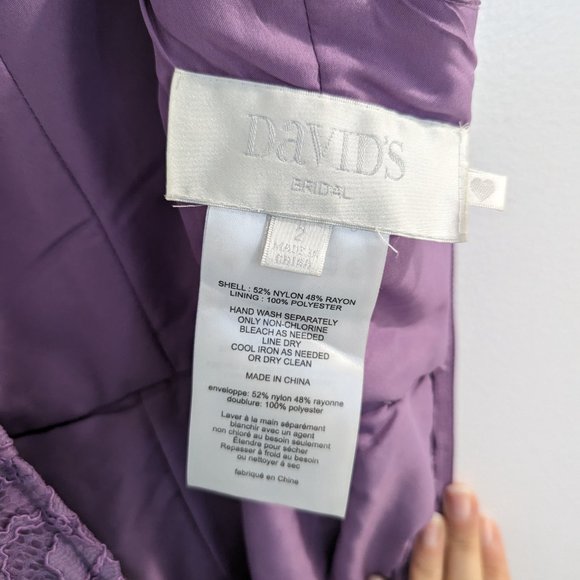 DaVID'S
BRIDAL
2
MADE IN
CHINA
SHELL : 52% NYLON 48% RAYON
LINING : 100% POLYESTER
HAND WASH SEPARATELY
ONLY NON-CHLORINE
BLEACH AS NEEDED
LINE DRY
COOL IRON AS NEEDED
OR DRY CLEAN
MADE IN CHINA
enveloppe: 52% nylon 48% rayonne
doublure: 100% polyester
Laver à la main séparément
blanchir avec un agent
non chloré au besoin seulement
Étendre pour sécher
Repasser à froid au besoin
ou nettoyer à sec
fabriqué en Chine